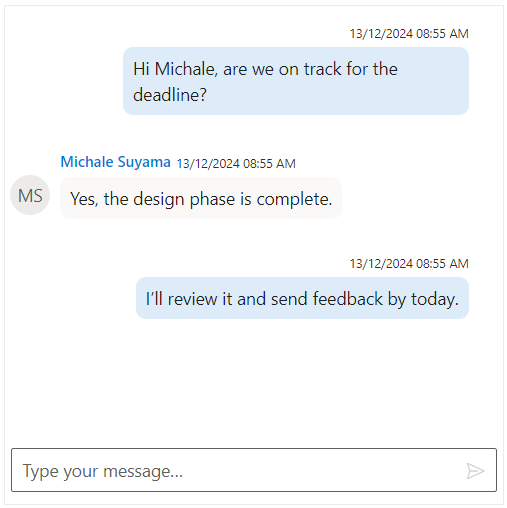 13/12/2024 08:55 AM
Hi Michale, are we on track for the
deadline?
Michale Suyama 13/12/2024 08:55 AM
MS
Yes, the design phase is complete.
13/12/2024 08:55 AM
I’ll review it and send feedback by today.
Type your message...